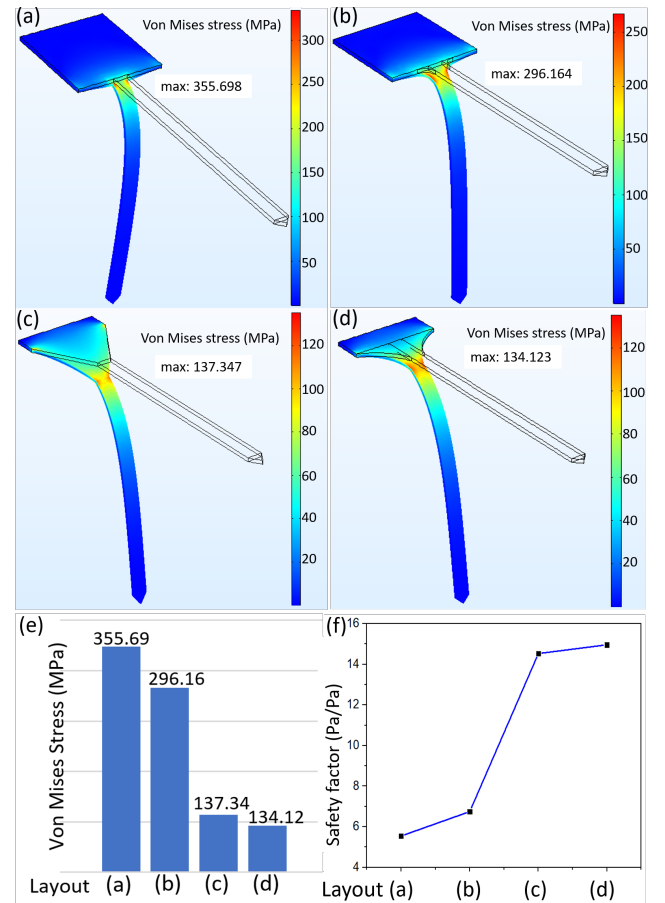 (a)
Von Mises stress (MPa)
max: 355.698
300
250
200
150
100
50
(b)
Von Mises stress (MPa)
max: 296.164
250
200
150
100
50
(c)
Von Mises stress (MPa)
max: 137.347
120
100
80
60
40
20
(d)
Von Mises stress (MPa)
max: 134.123
120
100
80
60
40
20
(e)
Von Mises Stress (MPa)
355.69
296.16
137.34
134.12
Layout (a) (b) (c) (d)
(f)
Safety factor (Pa/Pa)
16
14
12
10
8
6
4
Layout (a) (b) (c) (d)